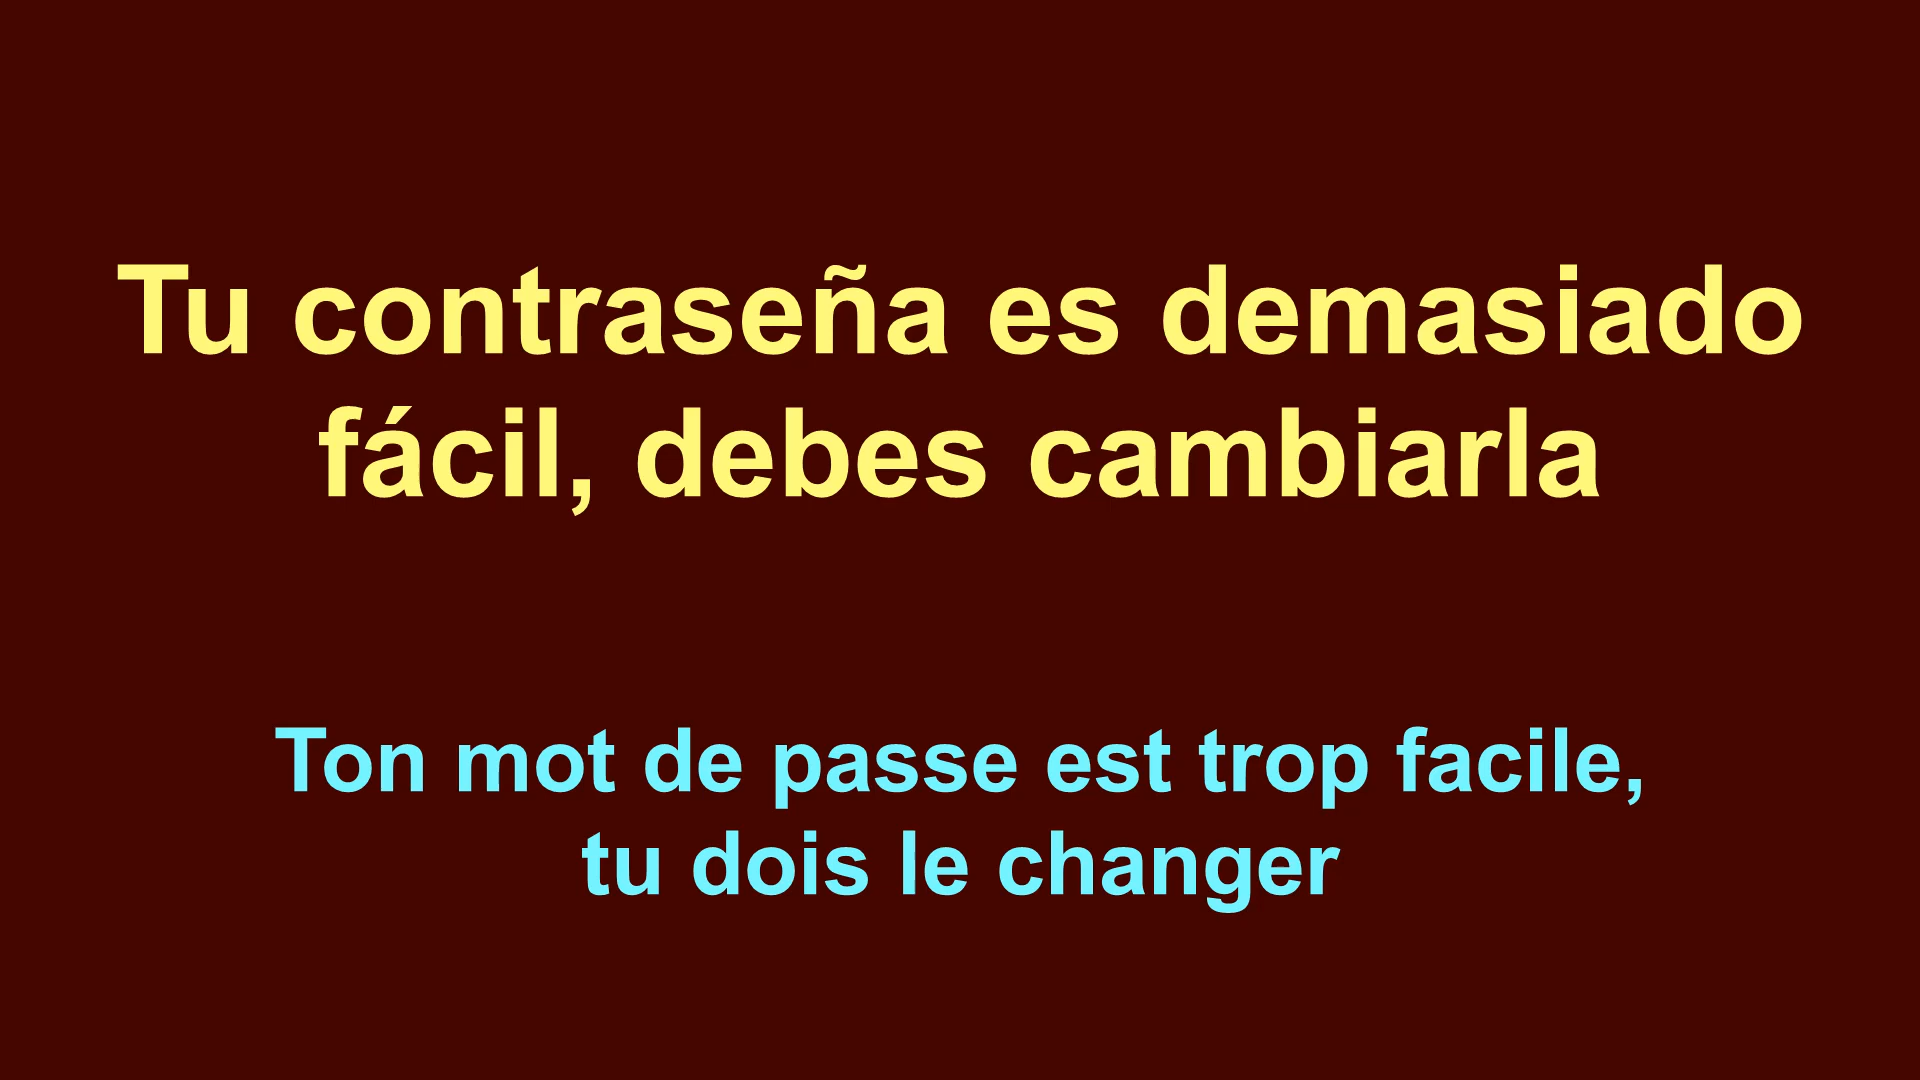 Tu contraseña es demasiado
fácil, debes cambiarla
Ton mot de passe est trop facile,
tu dois le changer